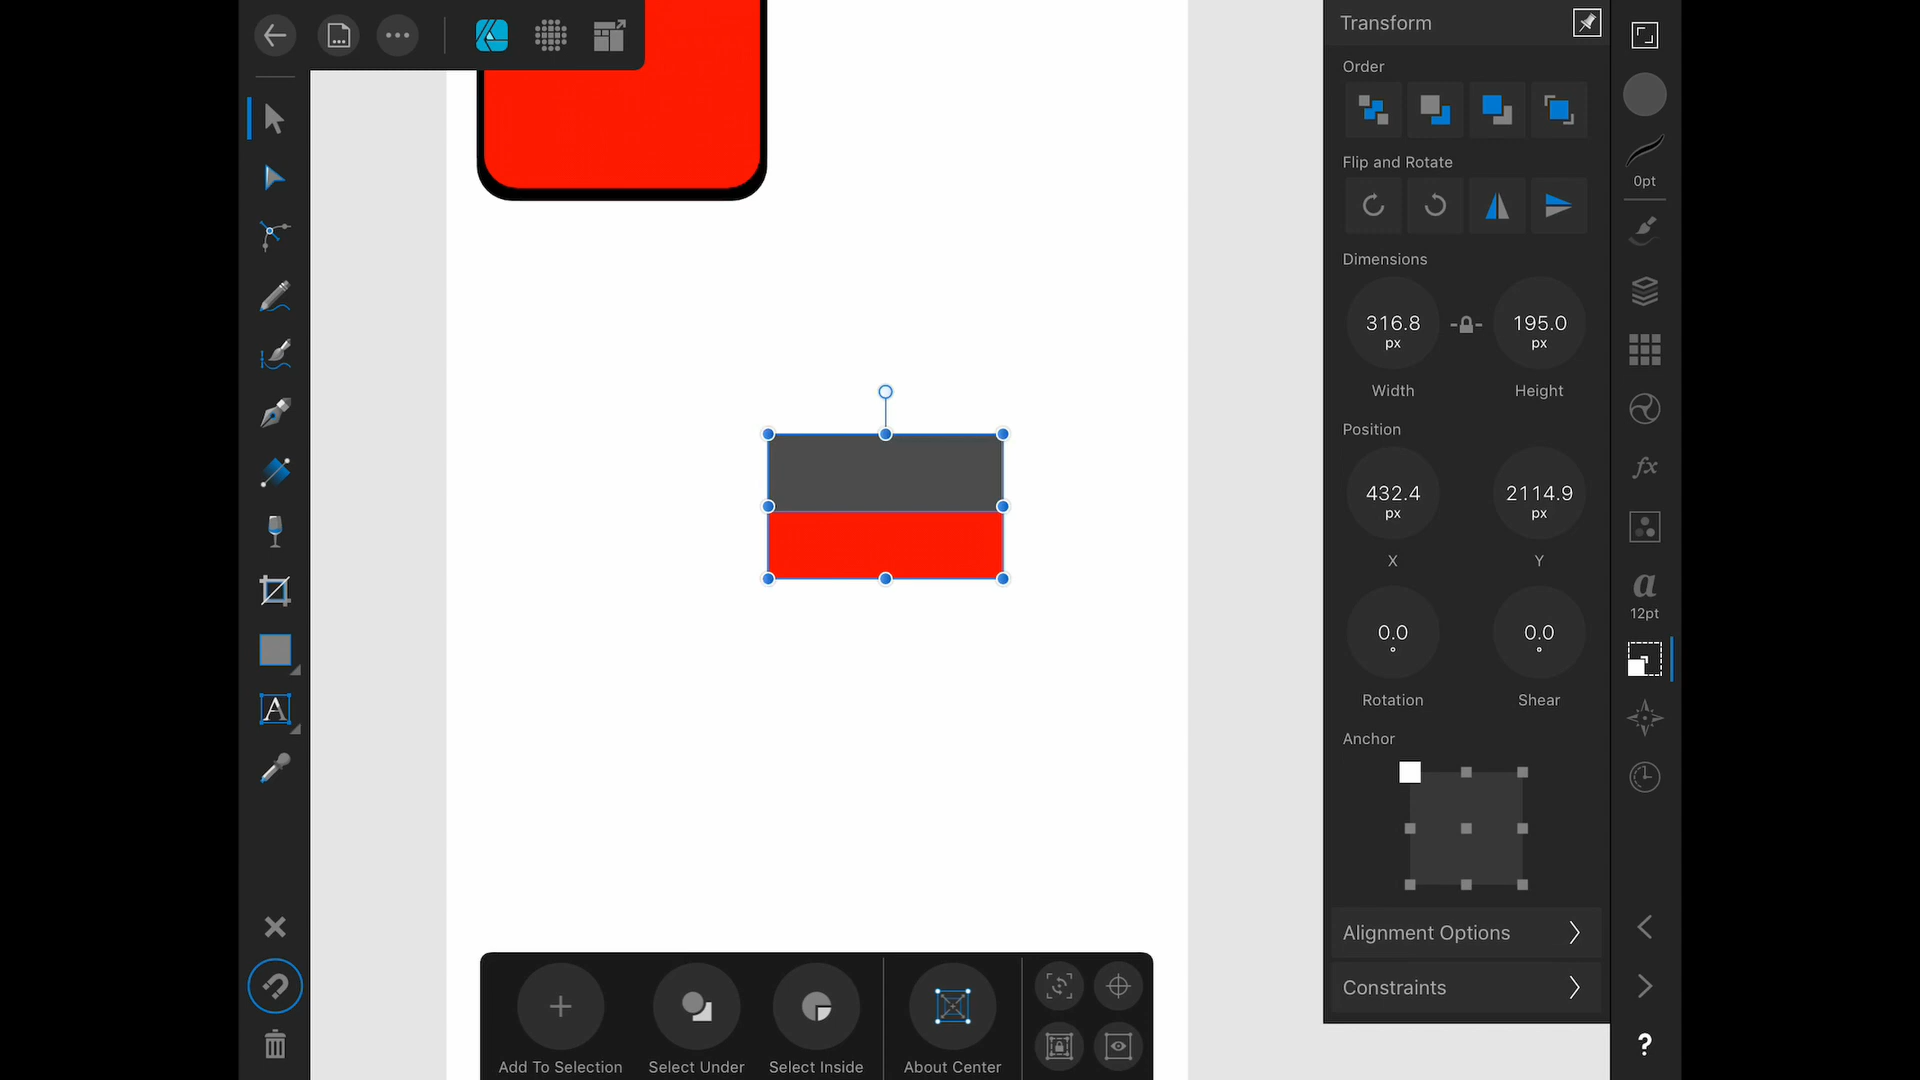 Transform
Order
0pt
Flip and Rotate
Dimensions
316.8 px
195.0 px
Width
Height
Position
432.4 px
2114.9 px
X
Y
fx
a
12pt
0.0 °
0.0 °
Rotation
Shear
Anchor
A
Alignment Options
Constraints
Add To Selection
Select Under
Select Inside
About Center
?